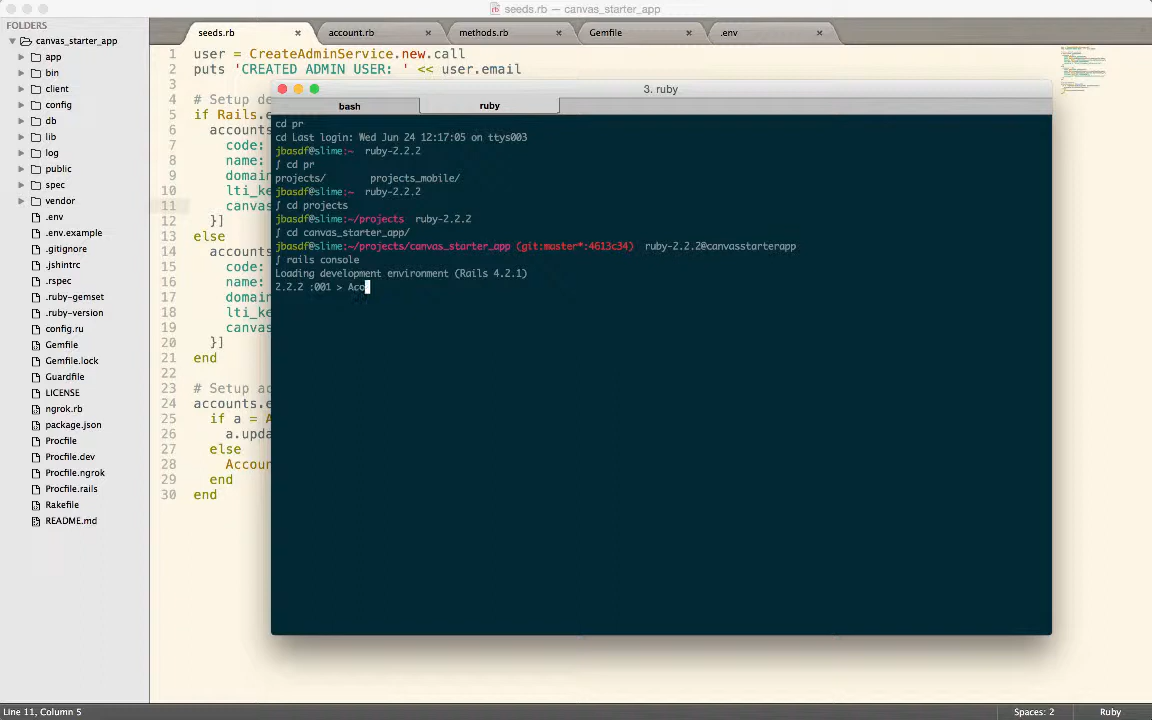 seeds.rb — canvas_starter_app
FOLDERS
canvas_starter_app
app
bin
client
config
db
lib
log
public
spec
vendor
.env
.env.example
.gitignore
.jshintrc
.rspec
.ruby-gemset
.ruby-version
config.ru
Gemfile
Gemfile.lock
Guardfile
LICENSE
ngrok.rb
package.json
Procfile
Procfile.dev
Procfile.ngrok
Procfile.rails
Rakefile
README.md
seeds.rb
account.rb
methods.rb
Gemfile
.env
1 user = CreateAdminService.new.call
2 puts 'CREATED ADMIN USER: ' << user.email
3
4 # Setup de
5 if Rails.e
6 accounts
7 code:
8 name:
9 domain
10 lti_ke
11 canvas
12 }]
13 else
14 accounts
15 code:
16 name:
17 domain
18 lti_ke
19 canvas
20 }]
21 end
22
23 # Setup ac
24 accounts.e
25 if a = A
26 a.upda
27 else
28 Accoun
29 end
30 end
3. ruby
bash
ruby
cd pr
cd Last login: Wed Jun 24 12:17:05 on ttys003
jbasdf@slime:~ ruby-2.2.2
∫ cd pr
projects/ projects_mobile/
jbasdf@slime:~ ruby-2.2.2
∫ cd projects
jbasdf@slime:~/projects ruby-2.2.2
∫ cd canvas_starter_app/
jbasdf@slime:~/projects/canvas_starter_app (git:master*:4613c34) ruby-2.2.2@canvasstarterapp
∫ rails console
Loading development environment (Rails 4.2.1)
2.2.2 :001 > Aco
Line 11, Column 5
Spaces: 2
Ruby